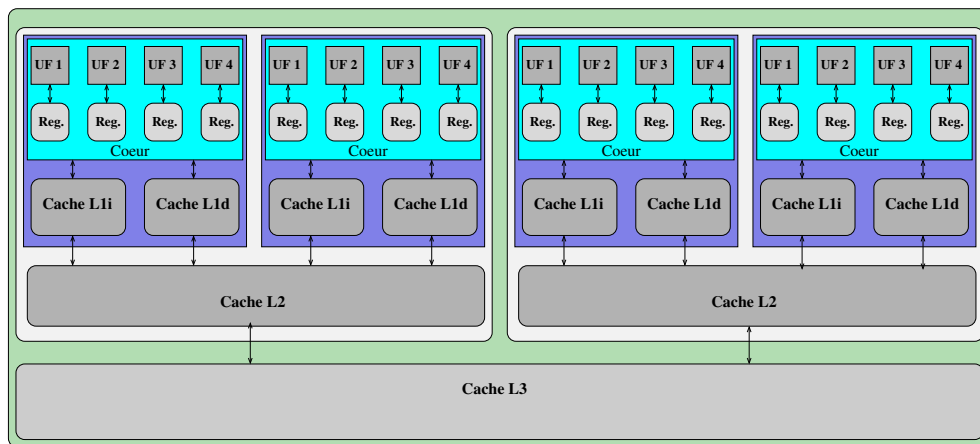 UF 1 UF 2 UF 3 UF 4 UF 1 UF 2 UF 3 UF 4 UF 1 UF 2 UF 3 UF 4 UF 1 UF 2 UF 3 UF 4
Reg. Reg. Reg. Reg. Reg. Reg. Reg. Reg. Reg. Reg. Reg. Reg. Reg. Reg. Reg. Reg.
Coeur Coeur Coeur Coeur
Cache L1i Cache L1d Cache L1i Cache L1d Cache L1i Cache L1d Cache L1i Cache L1d
Cache L2 Cache L2
Cache L3